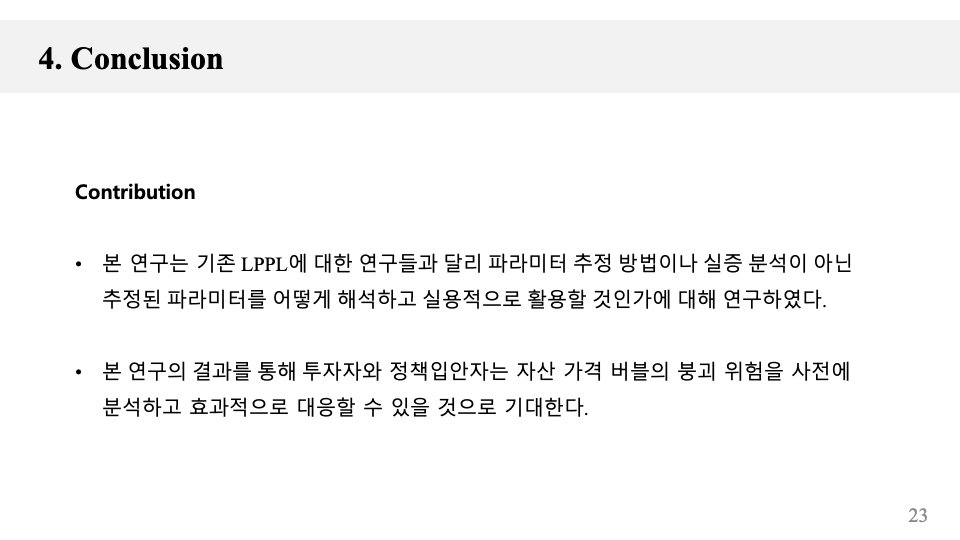 4. Conclusion
Contribution
• 본 연구는 기존 LPPL에 대한 연구들과 달리 파라미터 추정 방법이나 실증 분석이 아닌
추정된 파라미터를 어떻게 해석하고 실용적으로 활용할 것인가에 대해 연구하였다.
• 본 연구의 결과를 통해 투자자와 정책입안자는 자산 가격 버블의 붕괴 위험을 사전에
분석하고 효과적으로 대응할 수 있을 것으로 기대한다.
23